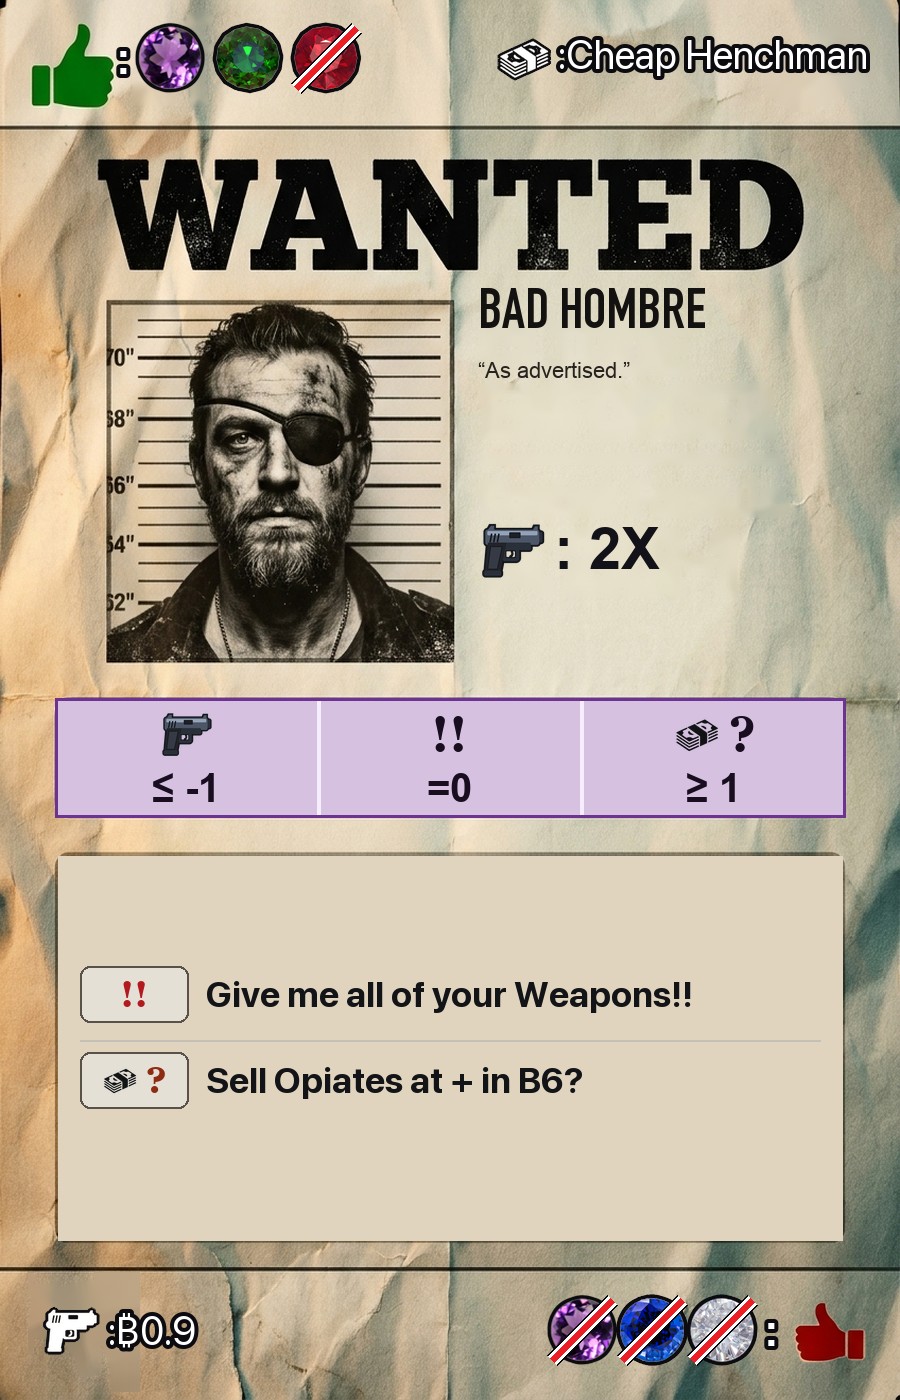 :Cheap Henchman
WANTED
BAD HOMBRE
“As advertised.”
70"
68"
66"
64"
62"
: 2X
!!
?
≤ -1
=0
≥ 1
!! Give me all of your Weapons!!
? Sell Opiates at + in B6?
:₿0.9
: